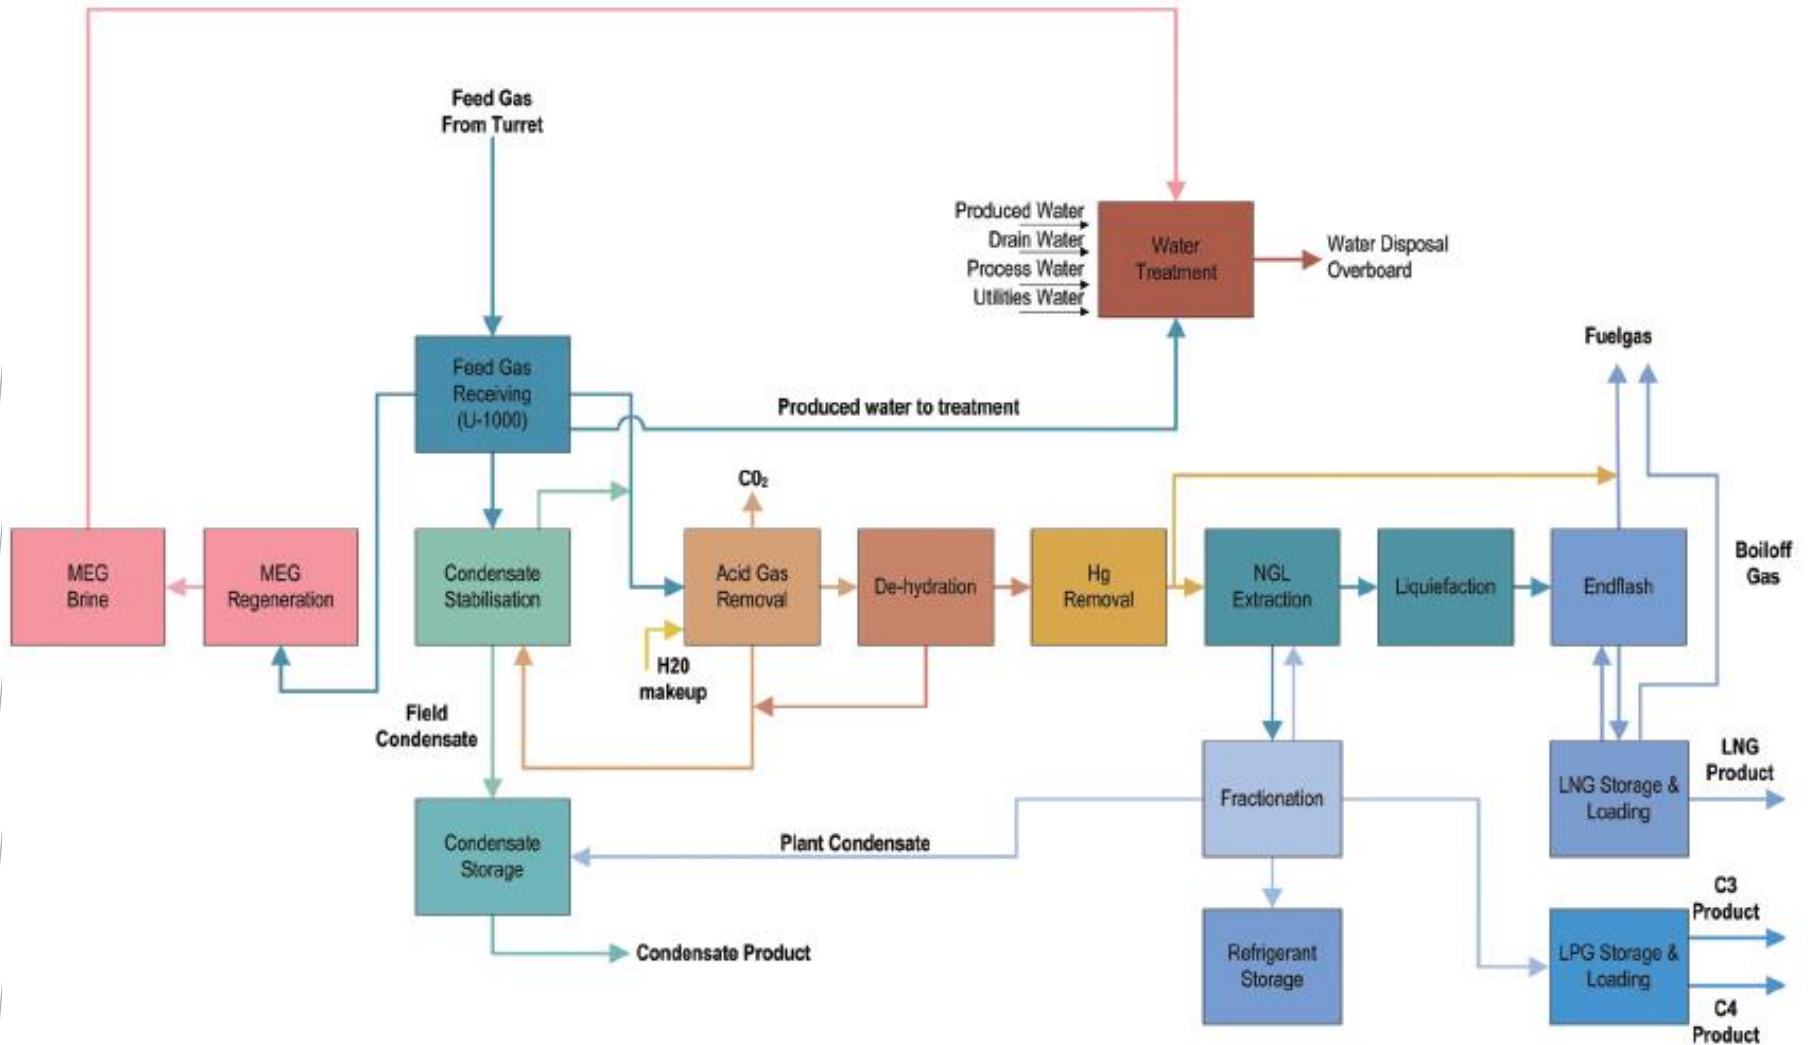 Feed Gas
From Turret
Produced Water
Drain Water
Process Water
Utilities Water
Water
Treatment
Water Disposal
Overboard
Fuelgas
Feed Gas
Receiving
(U-1000)
Produced water to treatment
C0₂
MEG
Brine
MEG
Regeneration
Condensate
Stabilisation
Acid Gas
Removal
De-hydration
Hg
Removal
NGL
Extraction
Liquiefaction
Endflash
Boiloff
Gas
H20
makeup
Field
Condensate
LNG
Product
Fractionation
LNG Storage &
Loading
Condensate
Storage
Plant Condensate
C3
Product
Condensate Product
Refrigerant
Storage
LPG Storage &
Loading
C4
Product